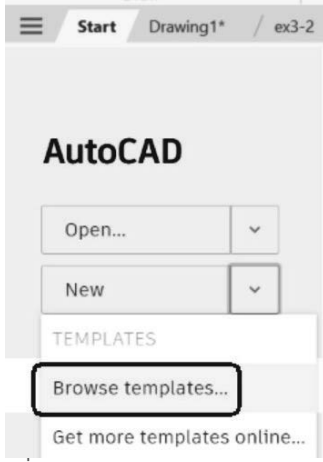 Start Drawing1* / ex3-2
AutoCAD
Open...
New
TEMPLATES
Browse templates...
Get more templates online...